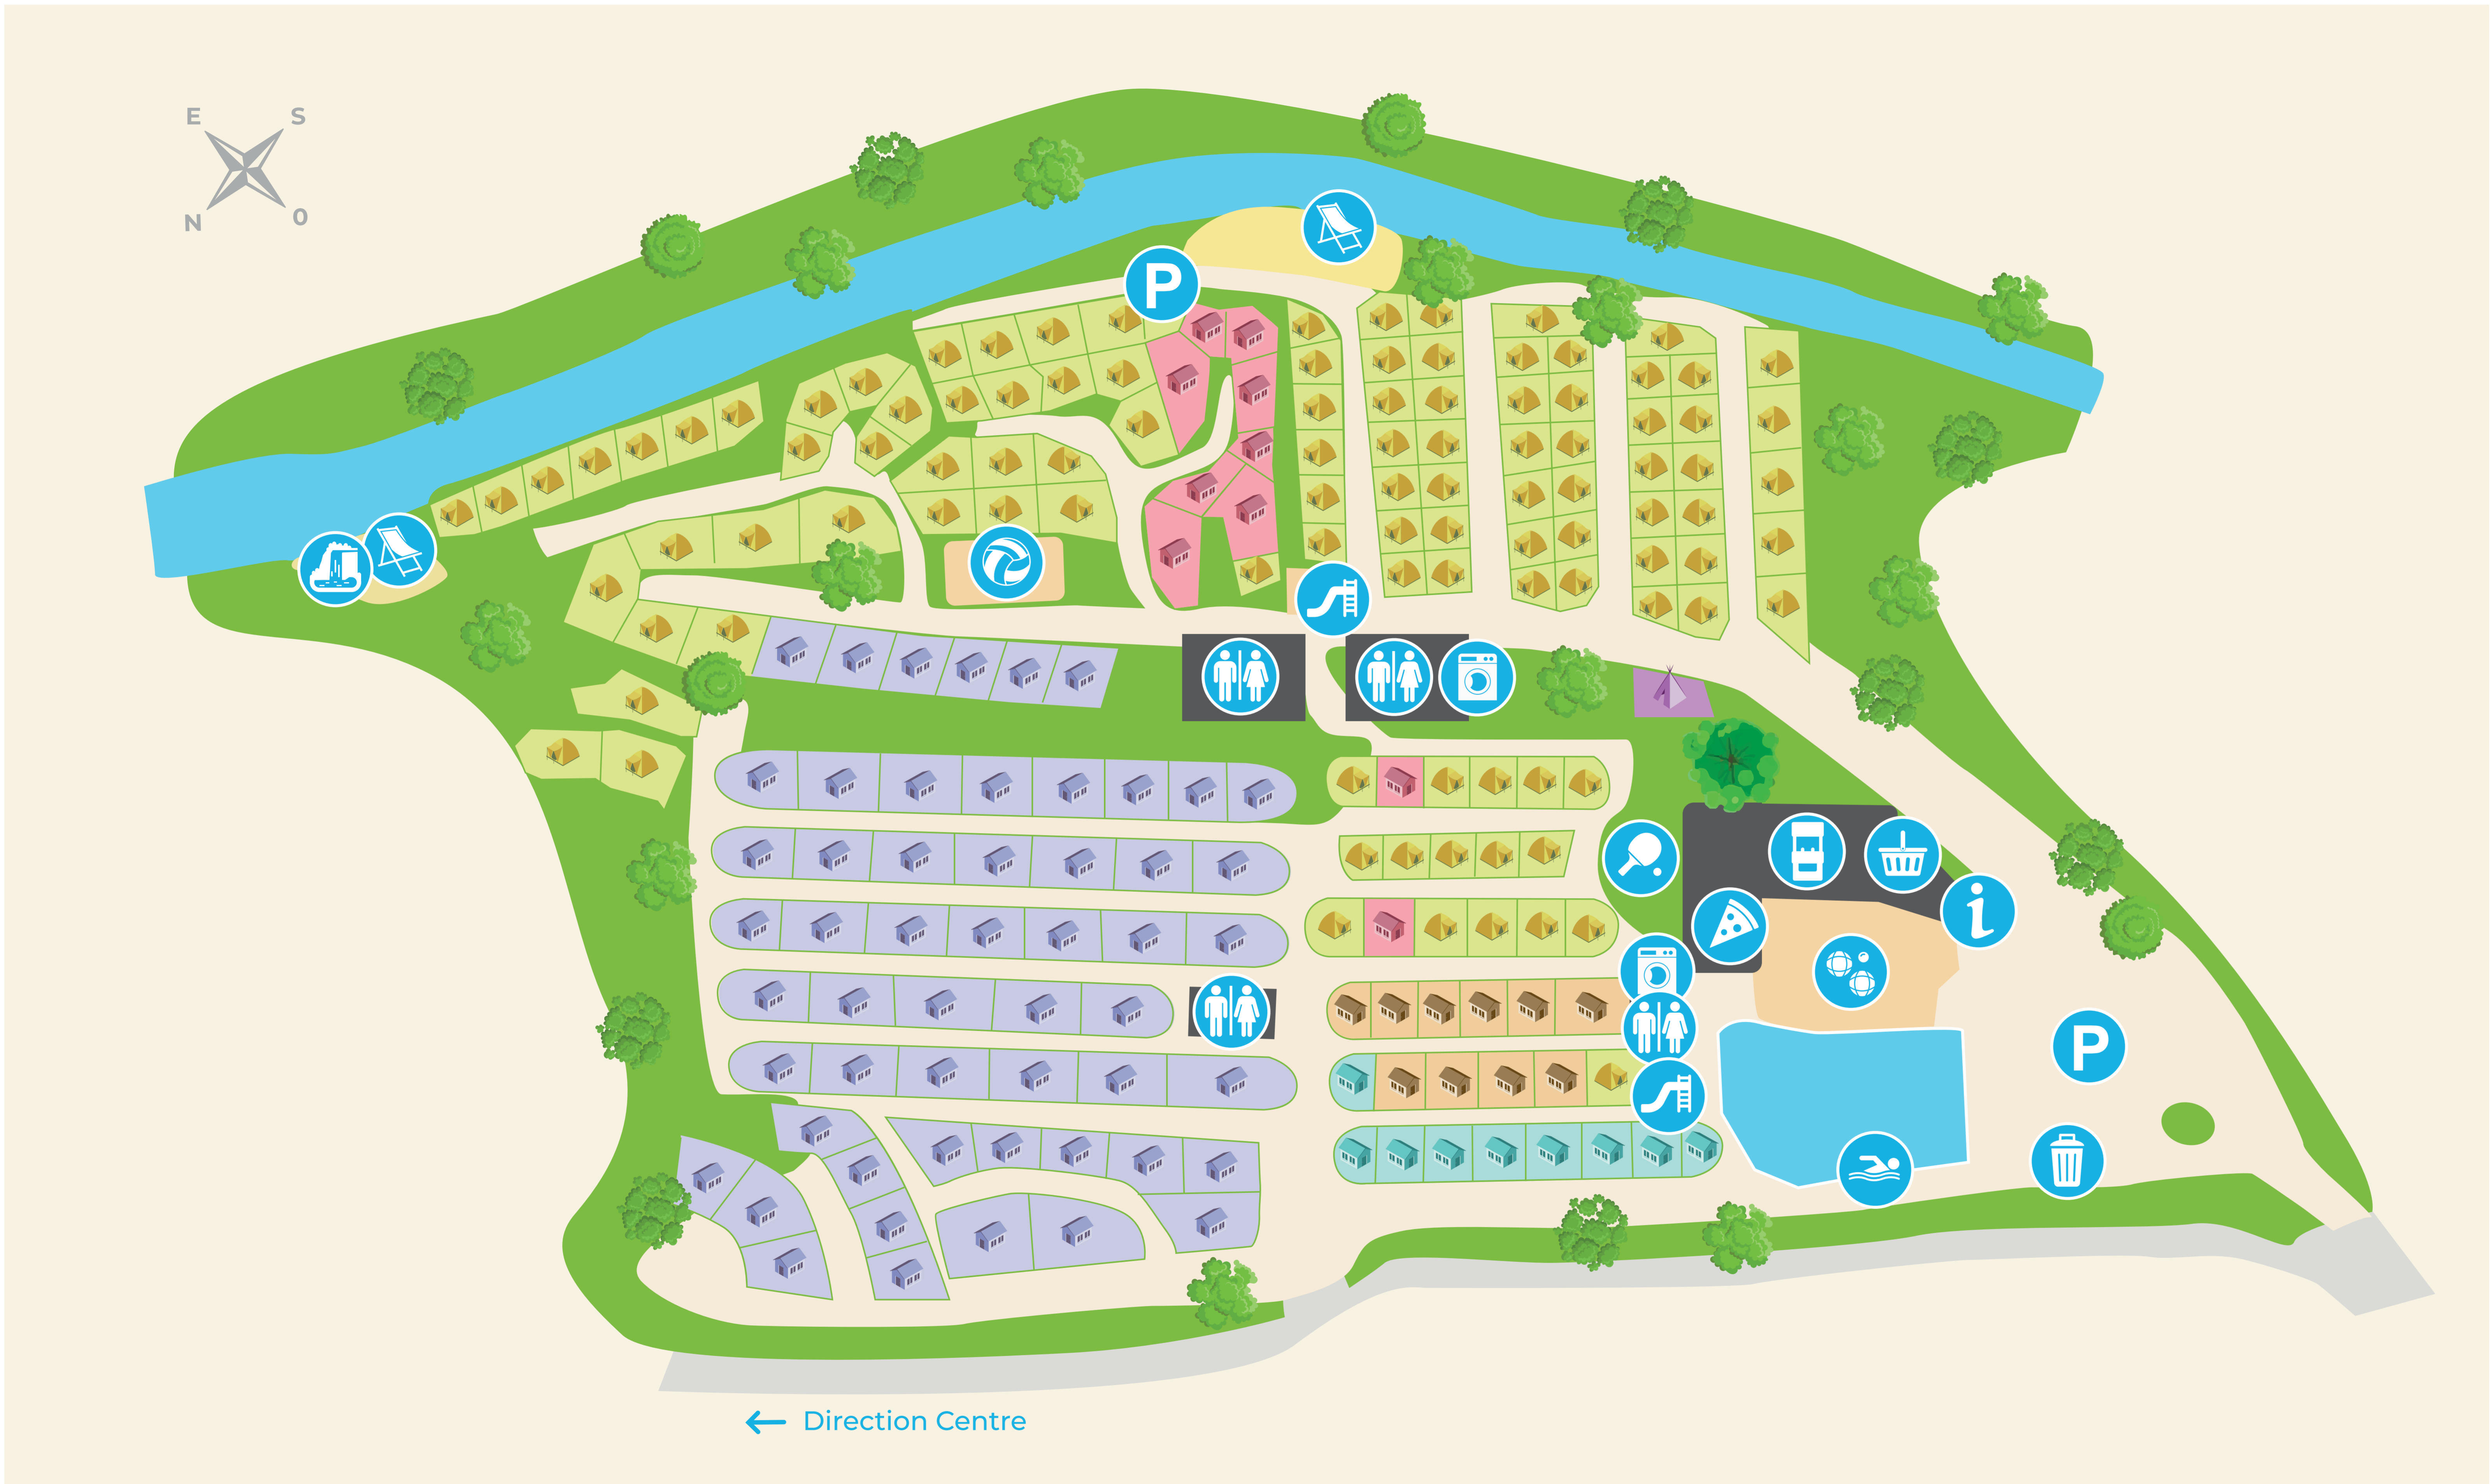 E S
N O
P
P
i
← Direction Centre